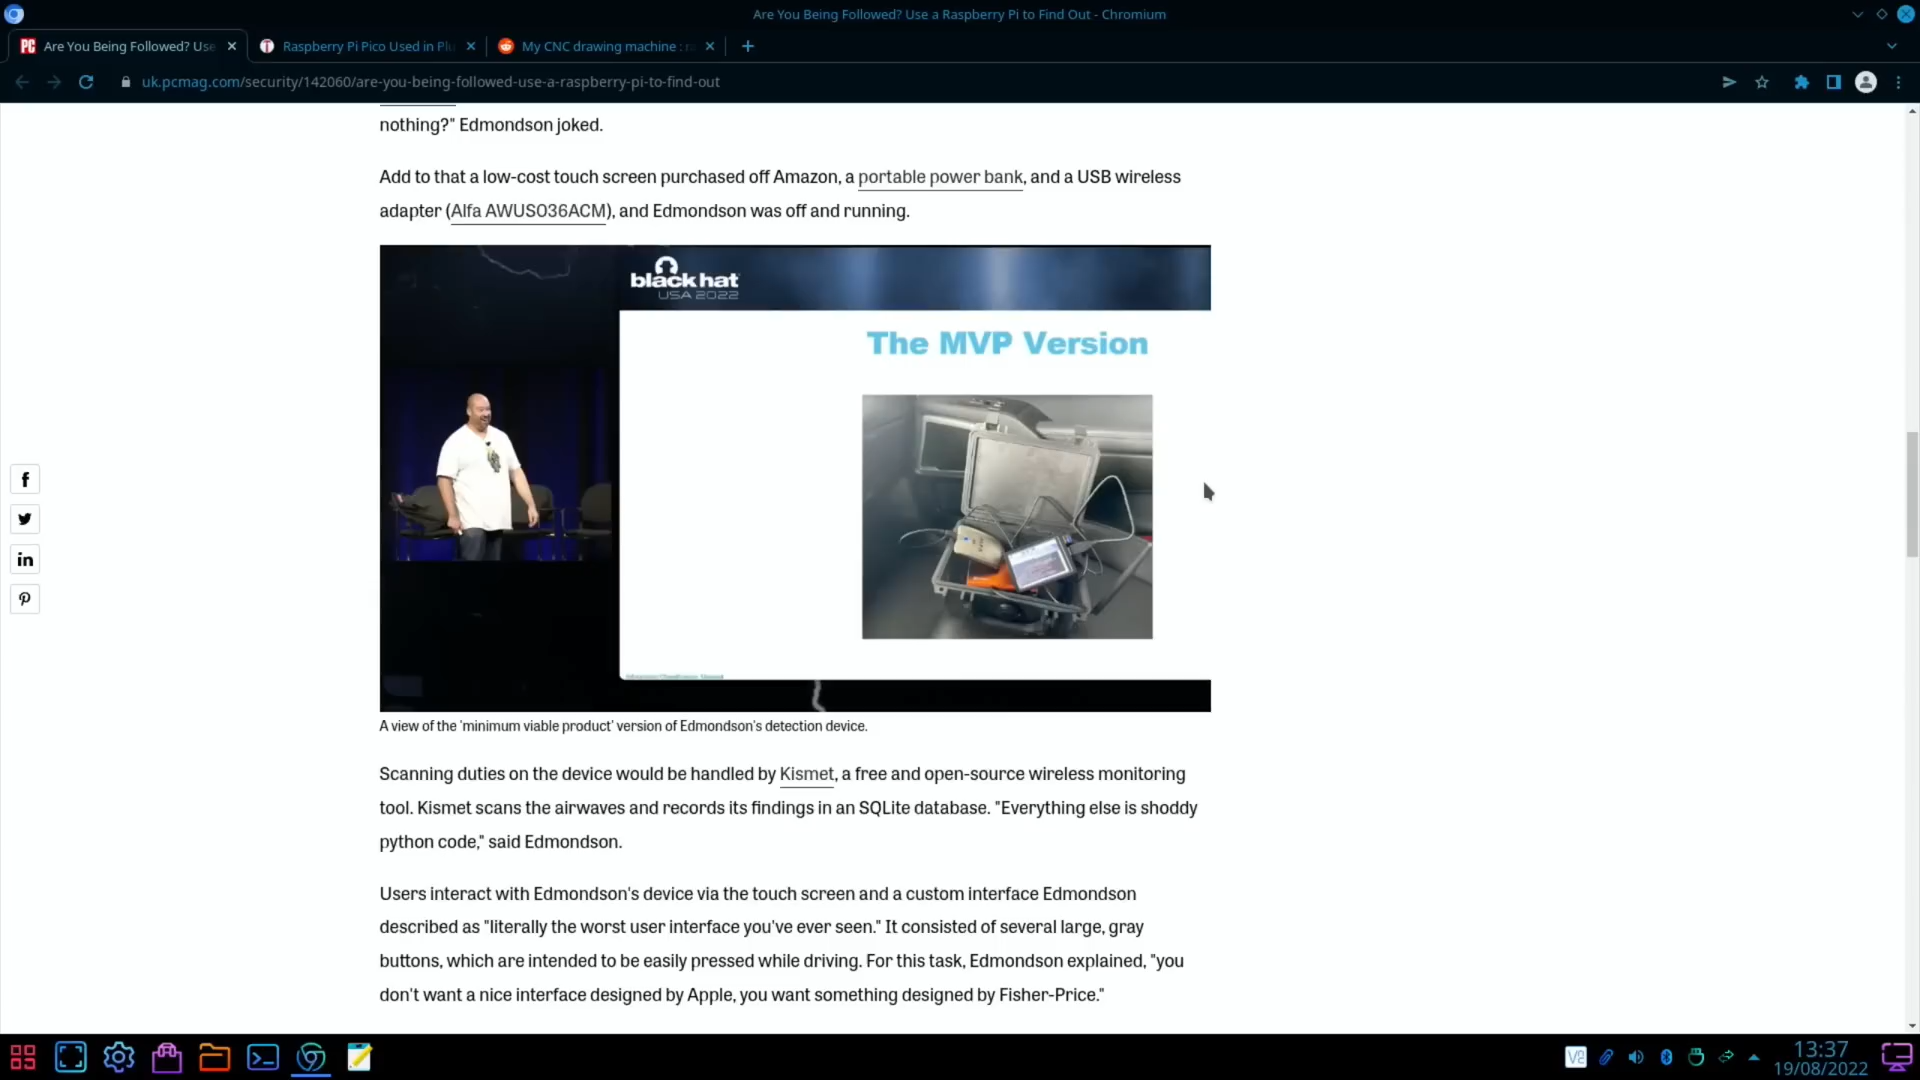 Are You Being Followed? Use a Raspberry Pi to Find Out - Chromium
PC Are You Being Followed? Use
Raspberry Pi Pico Used in Plu
My CNC drawing machine : r
uk.pcmag.com/security/142060/are-you-being-followed-use-a-raspberry-pi-to-find-out
nothing?" Edmondson joked.
Add to that a low-cost touch screen purchased off Amazon, a portable power bank, and a USB wireless
adapter (Alfa AWUS036ACM), and Edmondson was off and running.
black hat
USA 2022
The MVP Version
A view of the 'minimum viable product' version of Edmondson's detection device.
Scanning duties on the device would be handled by Kismet, a free and open-source wireless monitoring
tool. Kismet scans the airwaves and records its findings in an SQLite database. "Everything else is shoddy
python code," said Edmondson.
Users interact with Edmondson's device via the touch screen and a custom interface Edmondson
described as "literally the worst user interface you've ever seen." It consisted of several large, gray
buttons, which are intended to be easily pressed while driving. For this task, Edmondson explained, "you
don't want a nice interface designed by Apple, you want something designed by Fisher-Price."
13:37
19/08/2022